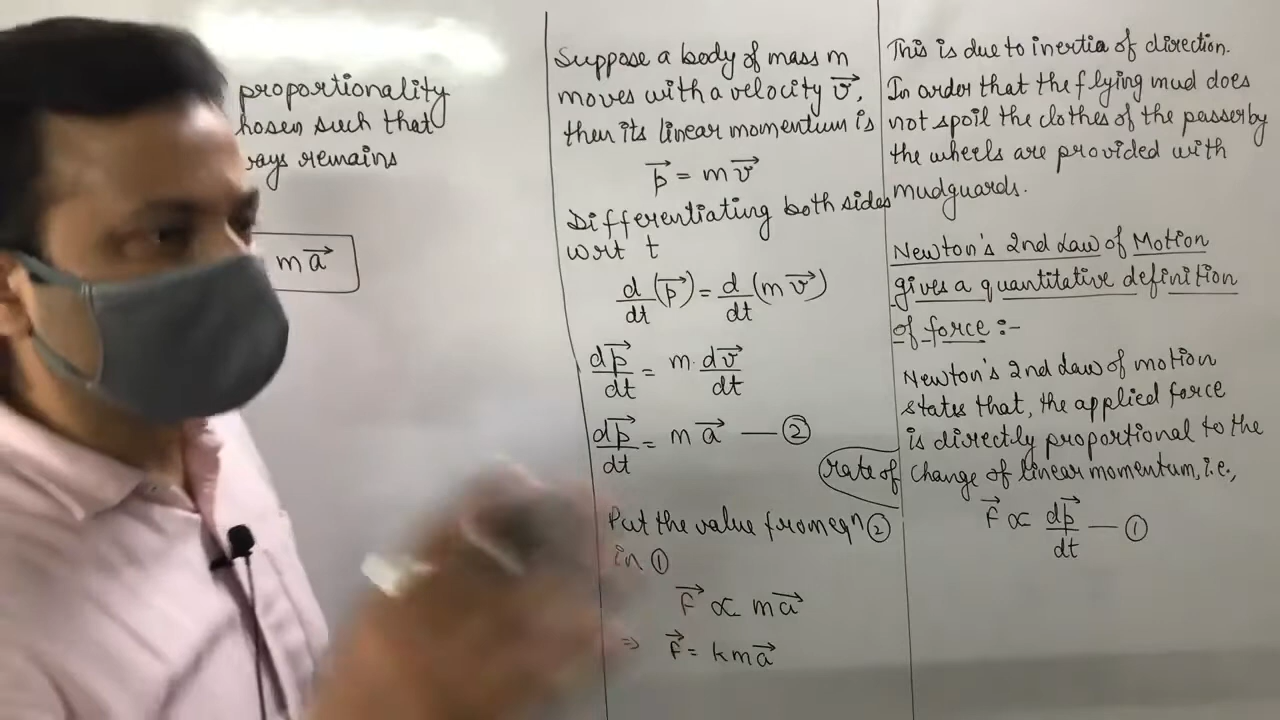 proportionality
hosen such that
ays remains
m a⃗
Suppose a body of mass m
moves with a velocity v⃗,
then its linear momentum is
p⃗ = m v⃗
Differentiating both sides
wrt t
d/dt (p⃗) = d/dt (m v⃗)
dp⃗/dt = m · dv⃗/dt
dp⃗/dt = m a⃗ — ②
Put the value from eqn ②
in ①
F⃗ ∝ m a⃗
⇒ F⃗ = k m a⃗
This is due to inertia of direction.
In order that the flying mud does
not spoil the clothes of the passerby
the wheels are provided with
mudguards.
Newton's 2nd Law of Motion
gives a quantitative definition
of force :-
Newton's 2nd Law of motion
states that, the applied force
is directly proportional to the
rate of change of linear momentum, i.e.,
F⃗ ∝ dp⃗/dt — ①